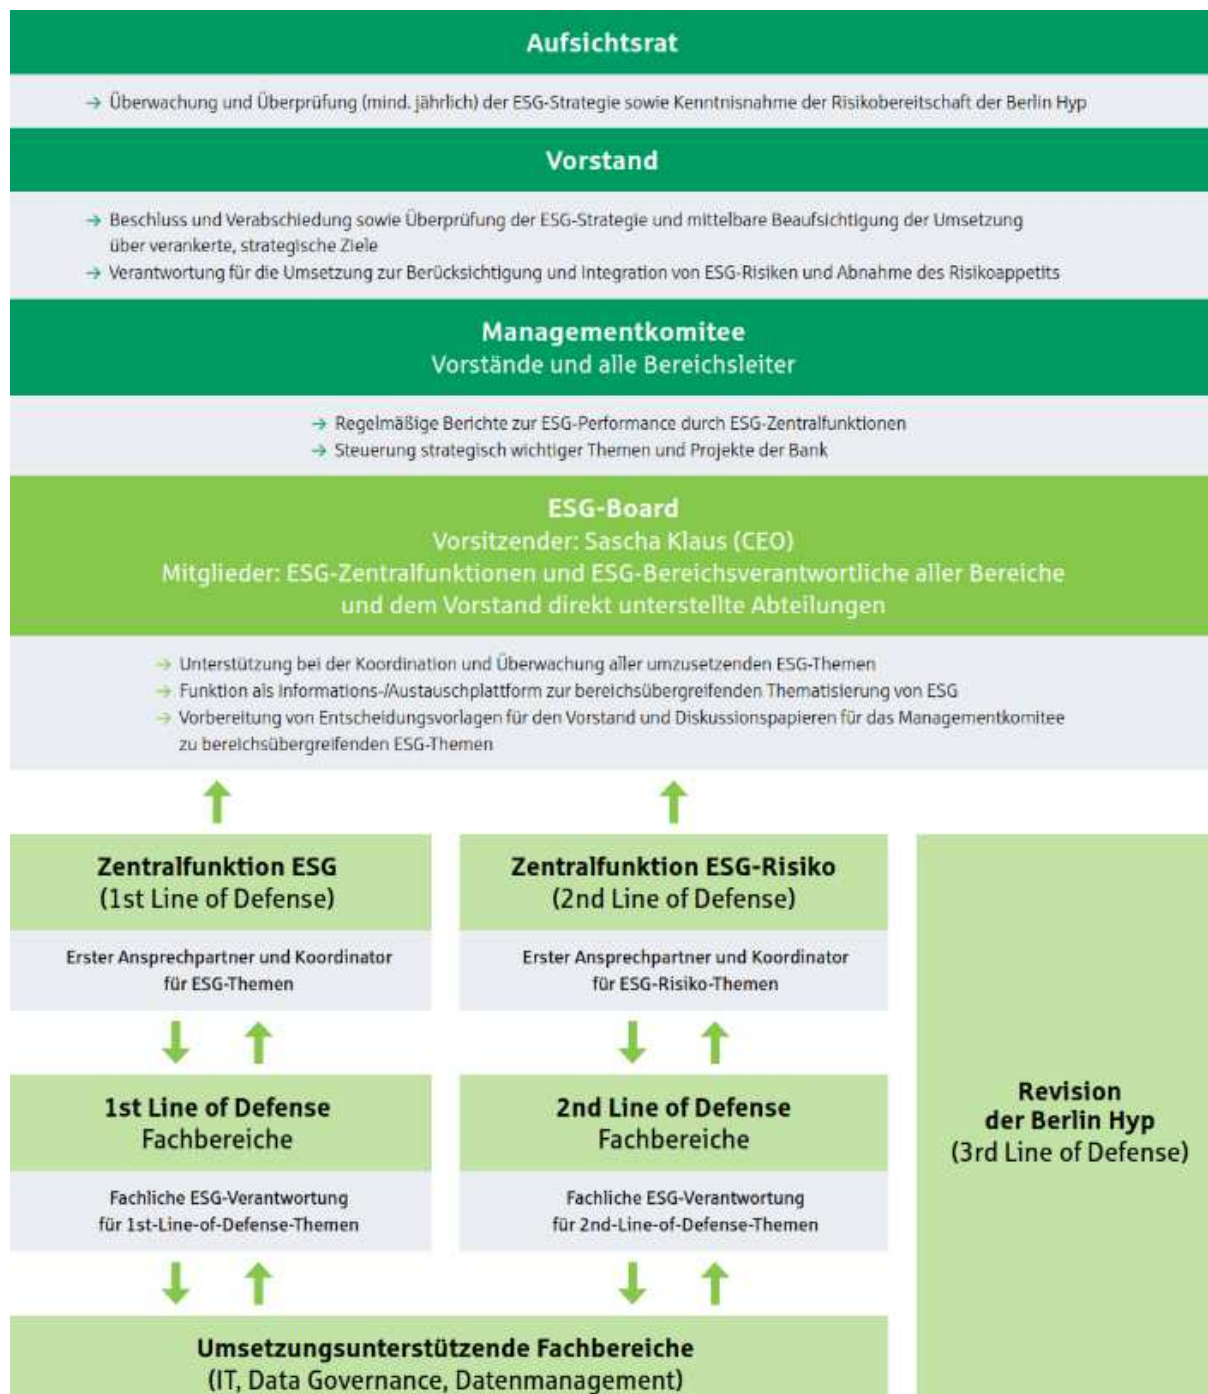 Aufsichtsrat
→ Überwachung und Überprüfung (mind. jährlich) der ESG-Strategie sowie Kenntnisnahme der Risikobereitschaft der Berlin Hyp
Vorstand
→ Beschluss und Verabschiedung sowie Überprüfung der ESG-Strategie und mittelbare Beaufsichtigung der Umsetzung
über verankerte, strategische Ziele
→ Verantwortung für die Umsetzung zur Berücksichtigung und Integration von ESG-Risiken und Abnahme des Risikoappetits
Managementkomitee
Vorstände und alle Bereichsleiter
→ Regelmäßige Berichte zur ESG-Performance durch ESG-Zentralfunktionen
→ Steuerung strategisch wichtiger Themen und Projekte der Bank
ESG-Board
Vorsitzender: Sascha Klaus (CEO)
Mitglieder: ESG-Zentralfunktionen und ESG-Bereichsverantwortliche aller Bereiche
und dem Vorstand direkt unterstellte Abteilungen
→ Unterstützung bei der Koordination und Überwachung aller umzusetzenden ESG-Themen
→ Funktion als Informations-/Austauschplattform zur bereichsübergreifenden Thematisierung von ESG
→ Vorbereitung von Entscheidungsvorlagen für den Vorstand und Diskussionspapieren für das Managementkomitee
zu bereichsübergreifenden ESG-Themen
Zentralfunktion ESG
(1st Line of Defense)
Erster Ansprechpartner und Koordinator
für ESG-Themen
Zentralfunktion ESG-Risiko
(2nd Line of Defense)
Erster Ansprechpartner und Koordinator
für ESG-Risiko-Themen
1st Line of Defense
Fachbereiche
Fachliche ESG-Verantwortung
für 1st-Line-of-Defense-Themen
2nd Line of Defense
Fachbereiche
Fachliche ESG-Verantwortung
für 2nd-Line-of-Defense-Themen
Revision
der Berlin Hyp
(3rd Line of Defense)
Umsetzungsunterstützende Fachbereiche
(IT, Data Governance, Datenmanagement)